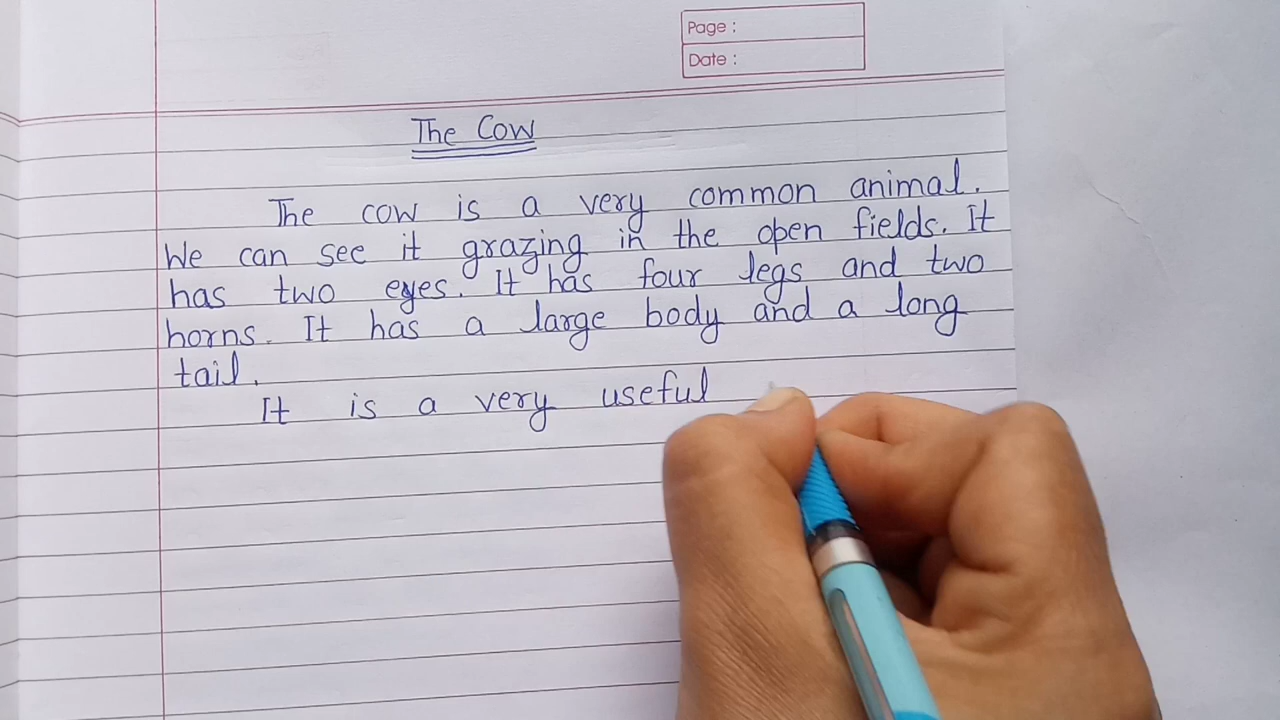 Page :
Date :
The Cow
The cow is a very common animal.
We can see it grazing in the open fields. It
has two eyes. It has four legs and two
horns. It has a large body and a long
tail.
It is a very useful